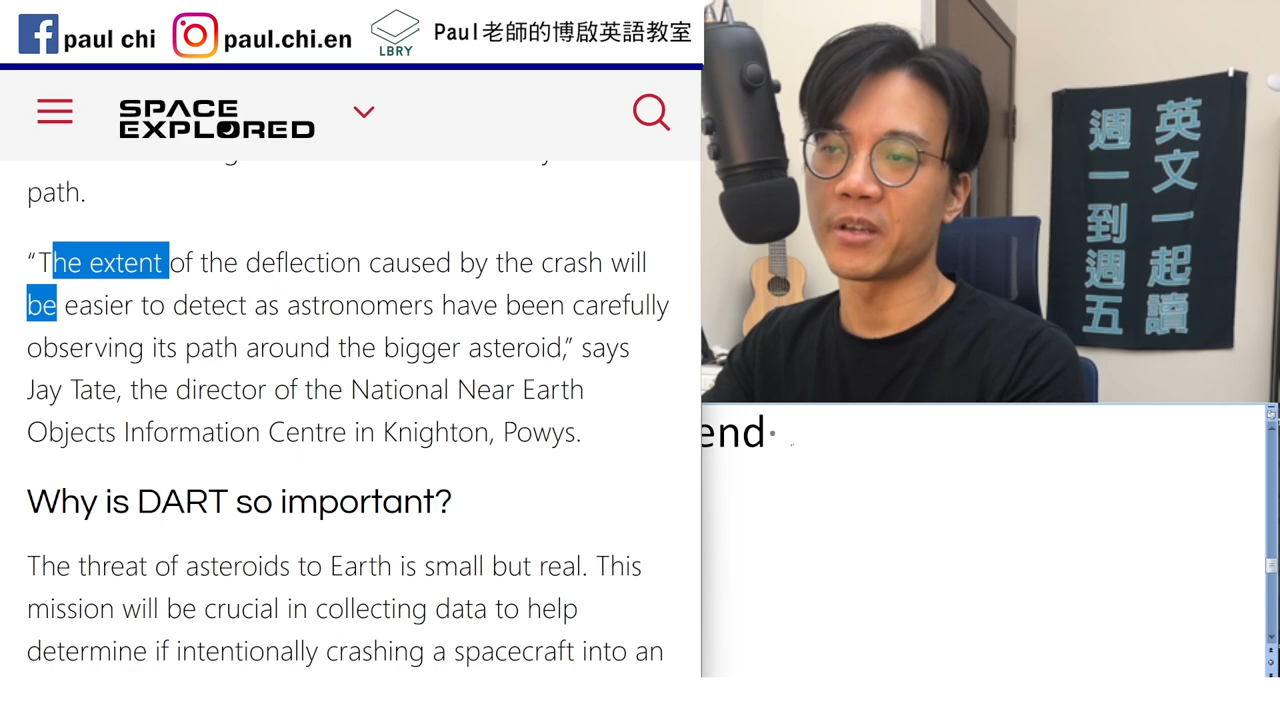 paul chi
paul.chi.en
LBRY
Paul老師的博啟英語教室
SPACE
EXPLORED
path.
“The extent of the deflection caused by the crash will
be easier to detect as astronomers have been carefully
observing its path around the bigger asteroid,” says
Jay Tate, the director of the National Near Earth
Objects Information Centre in Knighton, Powys.
Why is DART so important?
The threat of asteroids to Earth is small but real. This
mission will be crucial in collecting data to help
determine if intentionally crashing a spacecraft into an
英文一起讀
週一到週五
end